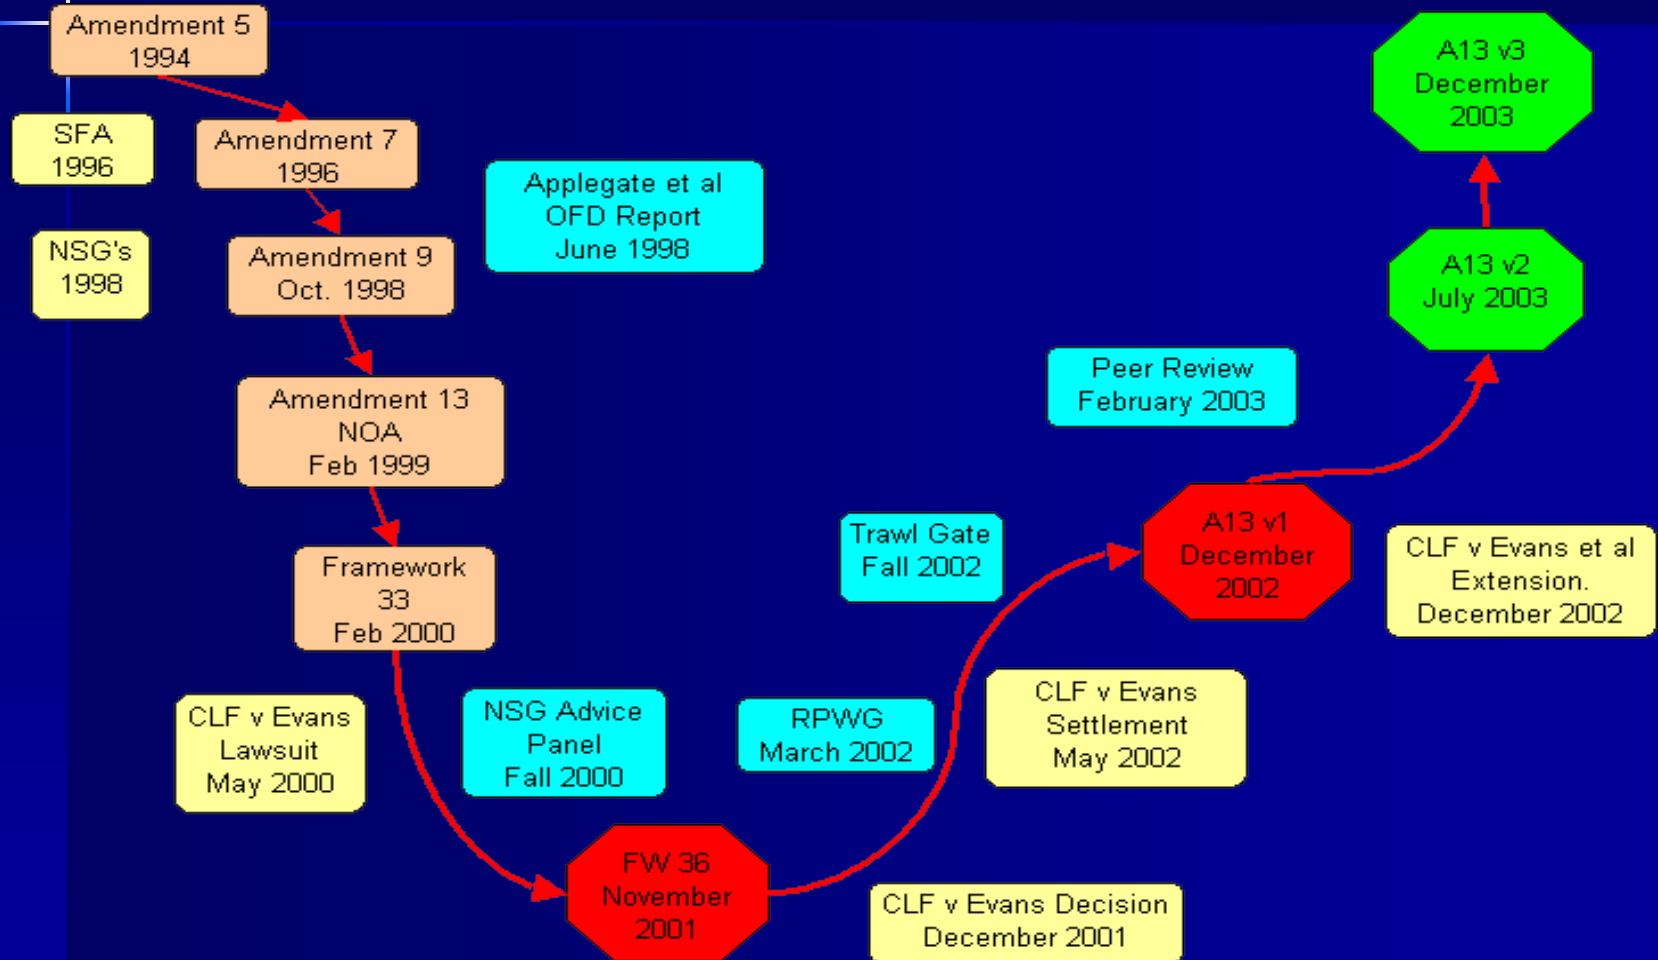 Amendment 5
1994
SFA
1996
Amendment 7
1996
Applegate et al
OFD Report
June 1998
NSG's
1998
Amendment 9
Oct. 1998
Amendment 13
NOA
Feb 1999
Framework
33
Feb 2000
CLF v Evans
Lawsuit
May 2000
NSG Advice
Panel
Fall 2000
FW 36
November
2001
CLF v Evans Decision
December 2001
RPWG
March 2002
CLF v Evans
Settlement
May 2002
Trawl Gate
Fall 2002
A13 v1
December
2002
CLF v Evans et al
Extension.
December 2002
Peer Review
February 2003
A13 v2
July 2003
A13 v3
December
2003